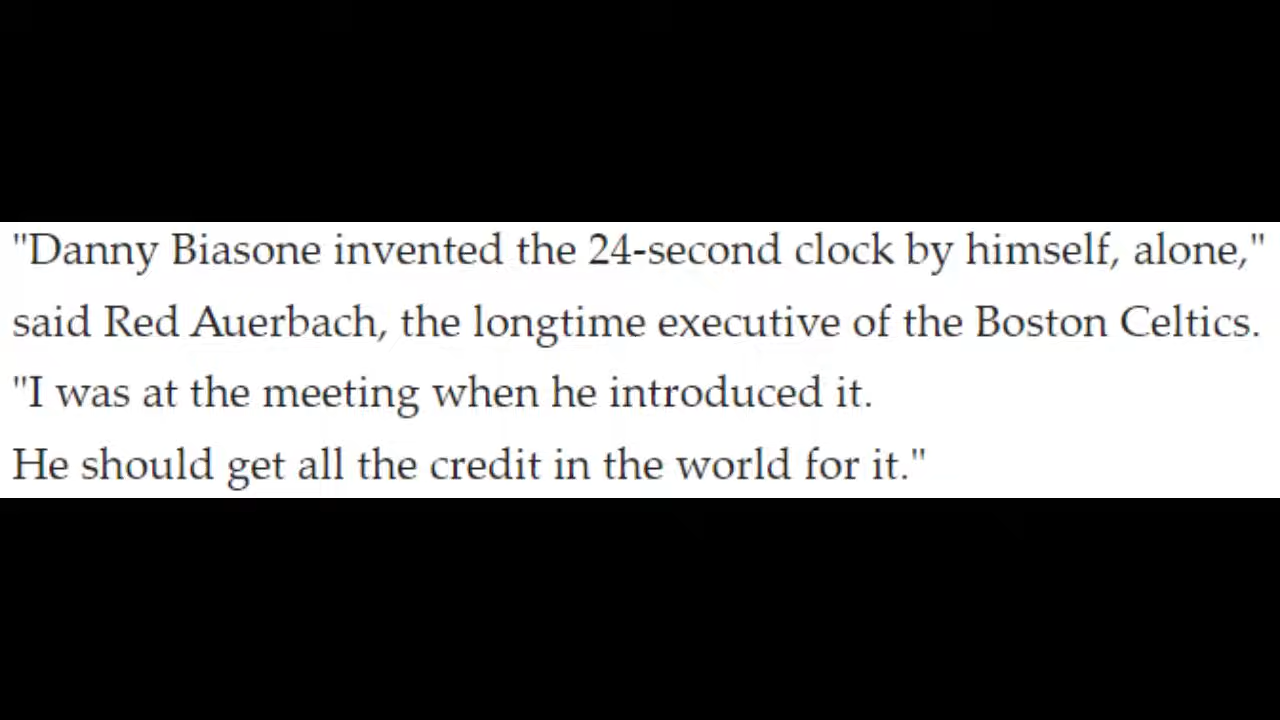 "Danny Biasone invented the 24-second clock by himself, alone,"
said Red Auerbach, the longtime executive of the Boston Celtics.
"I was at the meeting when he introduced it.
He should get all the credit in the world for it."